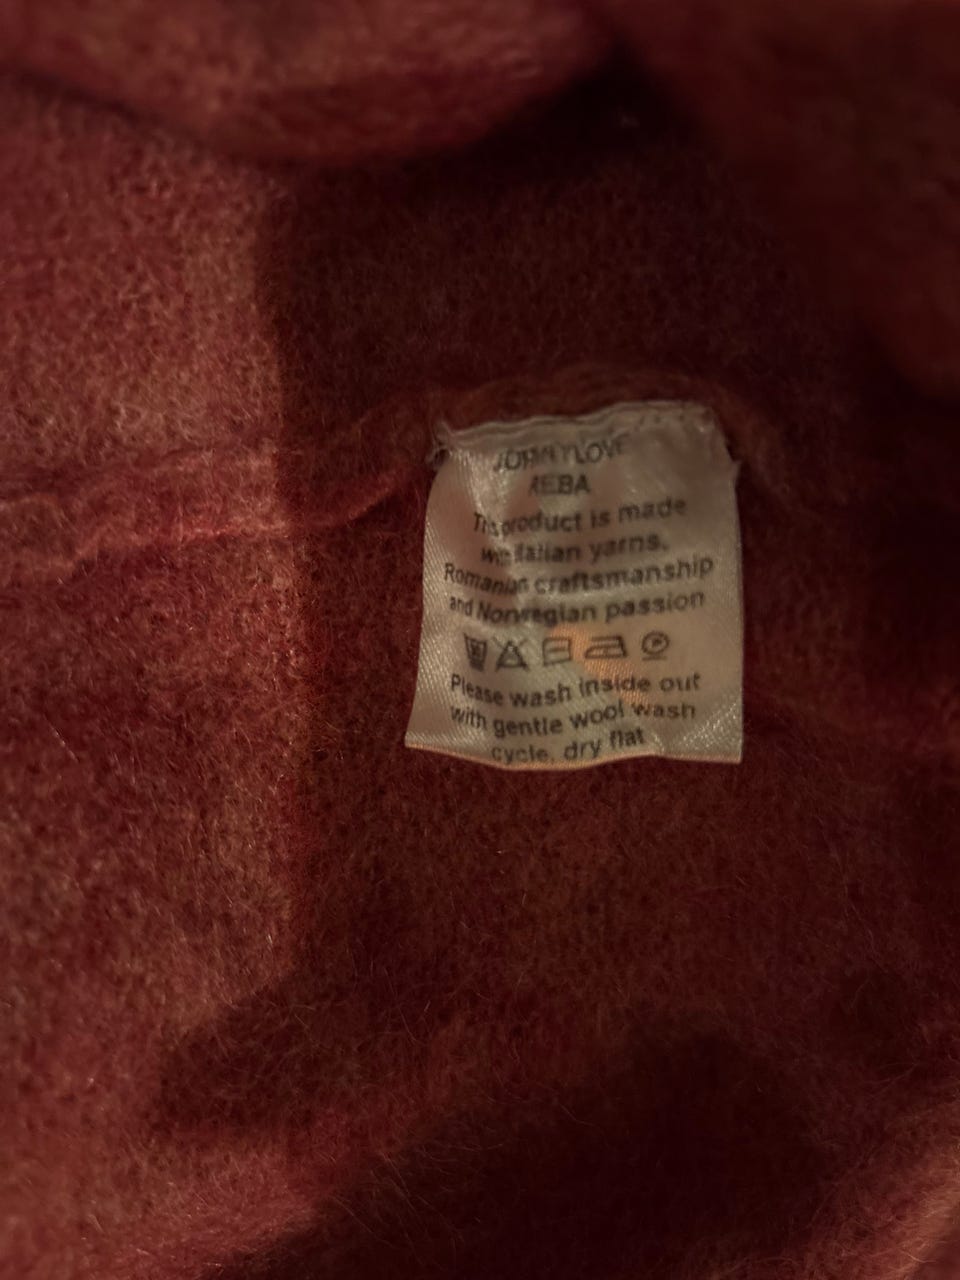 REBA
This product is made
with Italian yarns,
Romanian craftsmanship
and Norwegian passion
Please wash inside out
with gentle wool wash
cycle, dry flat